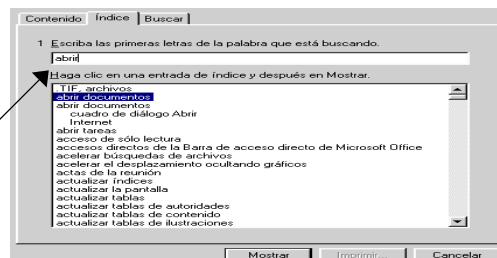 Contenido Índice Buscar
1 Escriba las primeras letras de la palabra que está buscando.
abrir
Haga clic en una entrada de índice y después en Mostrar.
.TIF, archivos
abrir documentos
abrir documentos
cuadro de diálogo Abrir
Internet
abrir tareas
acceso de sólo lectura
accesos directos de la Barra de acceso directo de Microsoft Office
acelerar búsquedas de archivos
acelerar el desplazamiento ocultando gráficos
actas de la reunión
actualizar índices
actualizar la pantalla
actualizar tablas
actualizar tablas de autoridades
actualizar tablas de contenido
actualizar tablas de ilustraciones
Mostrar Imprimir... Cancelar